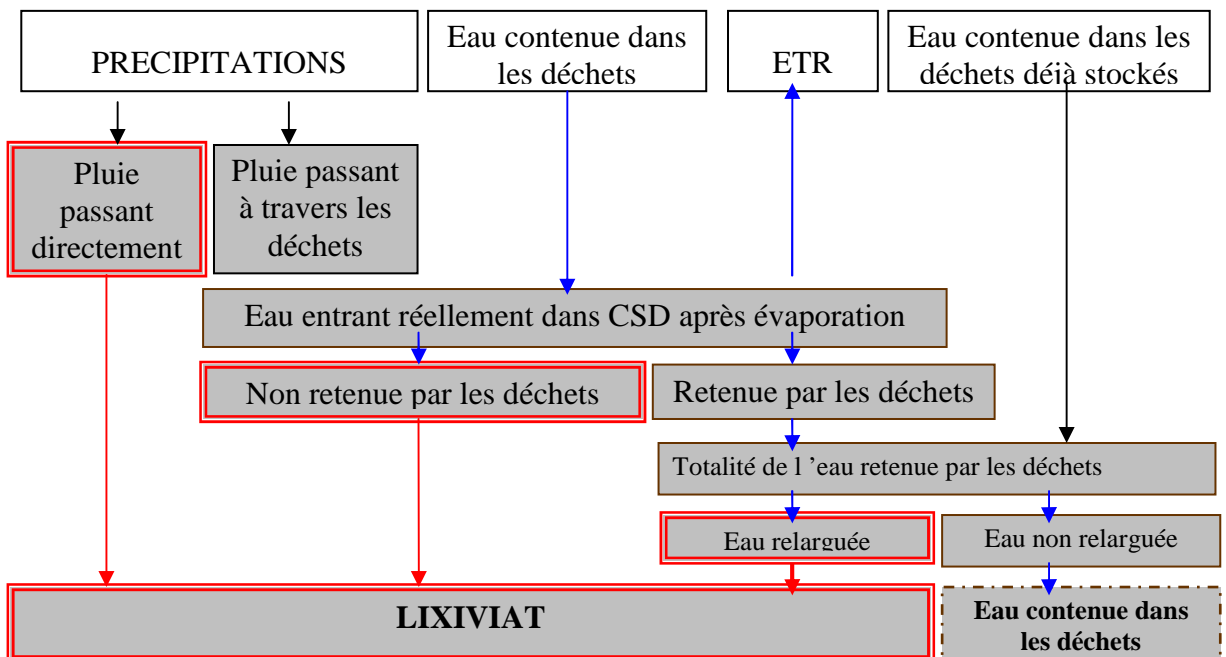 PRECIPITATIONS
Eau contenue dans
les déchets
ETR
Eau contenue dans les
déchets déjà stockés
Pluie
passant
directement
Pluie passant
à travers les
déchets
Eau entrant réellement dans CSD après évaporation
Non retenue par les déchets
Retenue par les déchets
Totalité de l ’eau retenue par les déchets
Eau relarguée
Eau non relarguée
LIXIVIAT
Eau contenue dans
les déchets